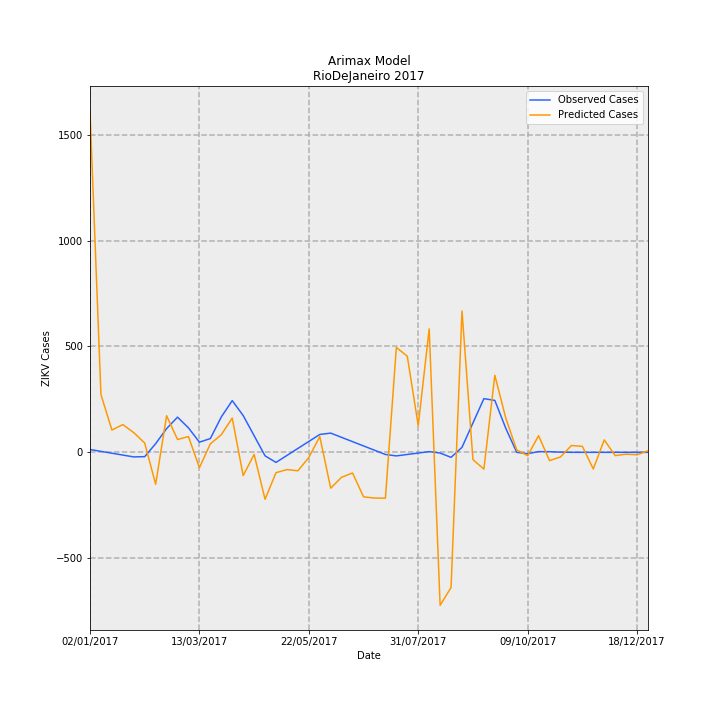 Arimax Model
RioDeJaneiro 2017
Observed Cases
Predicted Cases
1500
1000
500
0
−500
ZIKV Cases
02/01/2017
13/03/2017
22/05/2017
31/07/2017
09/10/2017
18/12/2017
Date